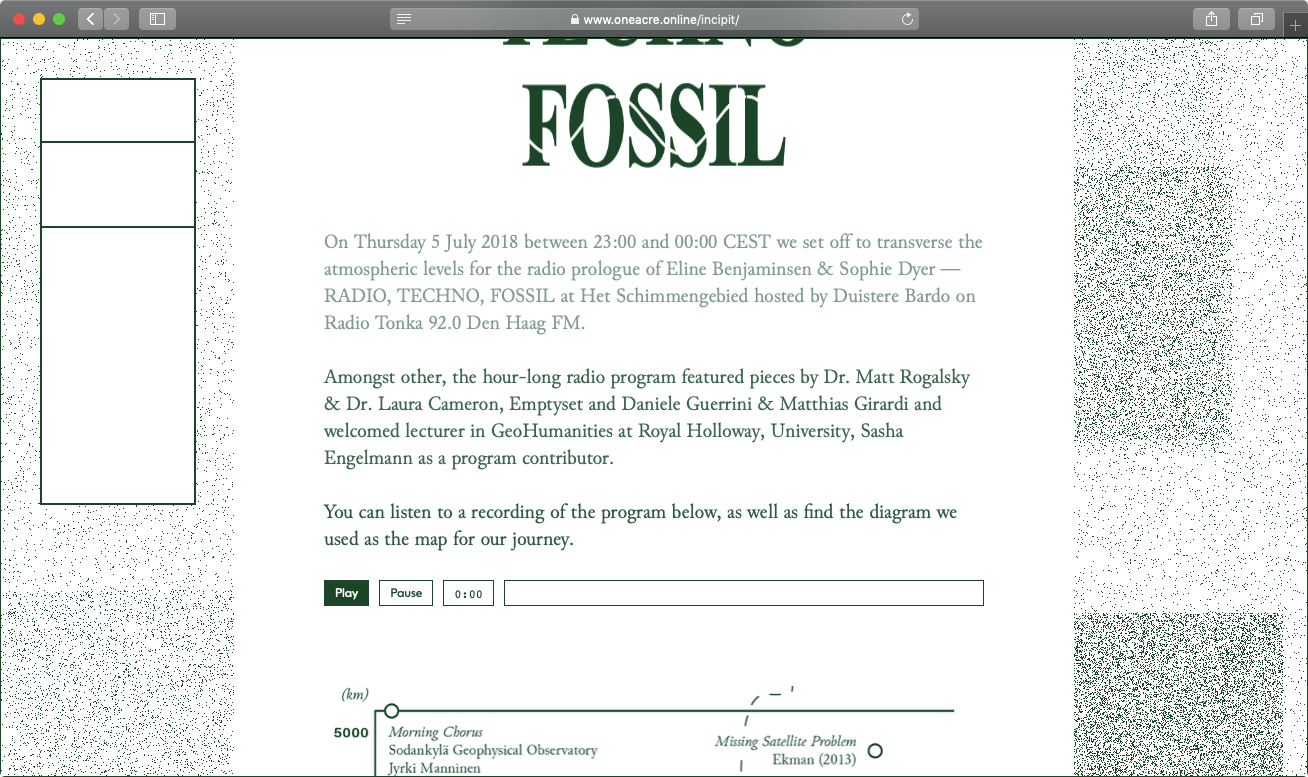 www.oneacre.online/incipit/
TECHNO
FOSSIL
On Thursday 5 July 2018 between 23:00 and 00:00 CEST we set off to transverse the
atmospheric levels for the radio prologue of Eline Benjaminsen & Sophie Dyer —
RADIO, TECHNO, FOSSIL at Het Schimmengebied hosted by Duistere Bardo on
Radio Tonka 92.0 Den Haag FM.
Amongst other, the hour-long radio program featured pieces by Dr. Matt Rogalsky
& Dr. Laura Cameron, Emptyset and Daniele Guerrini & Matthias Girardi and
welcomed lecturer in GeoHumanities at Royal Holloway, University, Sasha
Engelmann as a program contributor.
You can listen to a recording of the program below, as well as find the diagram we
used as the map for our journey.
Play Pause 0:00
(km)
5000
Morning Chorus
Sodankylä Geophysical Observatory
Jyrki Manninen
Missing Satellite Problem
Ekman (2013)